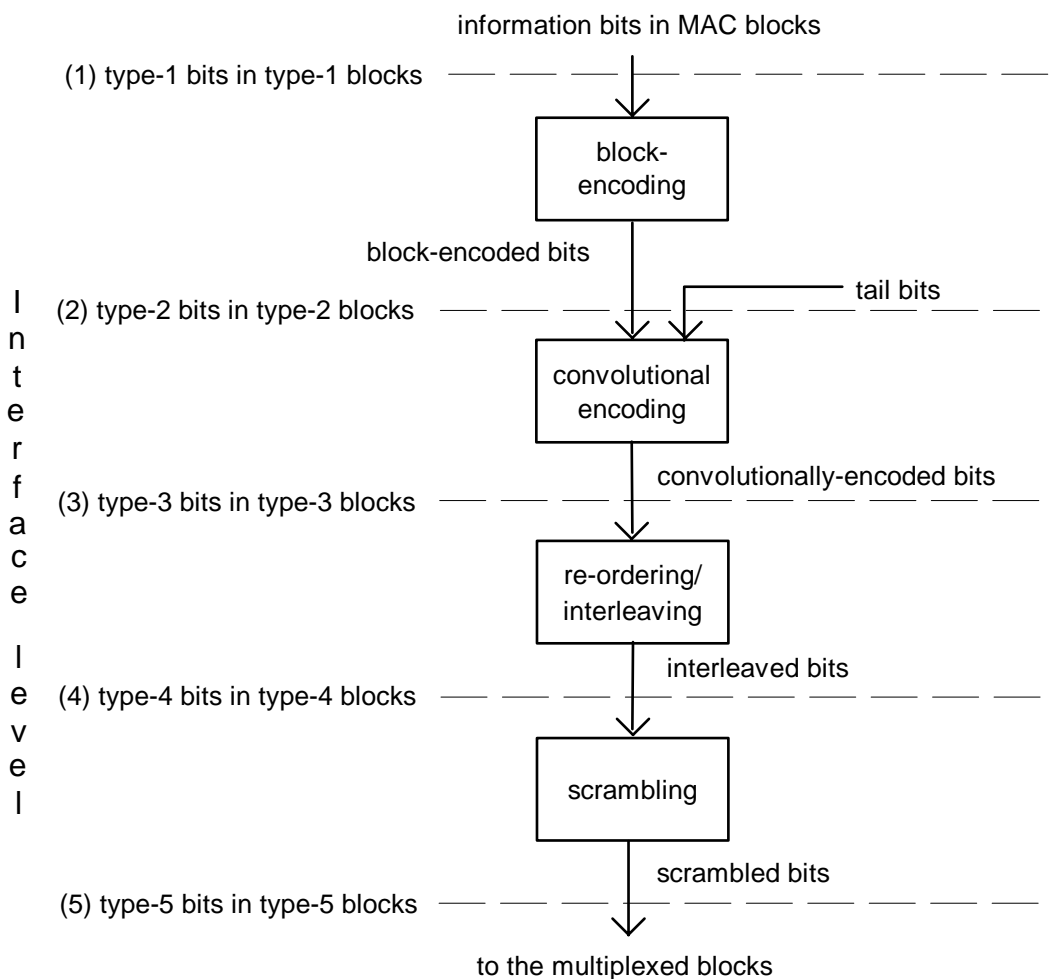 information bits in MAC blocks
(1) type-1 bits in type-1 blocks
block-
encoding
block-encoded bits
tail bits
(2) type-2 bits in type-2 blocks
convolutional
encoding
convolutionally-encoded bits
(3) type-3 bits in type-3 blocks
re-ordering/
interleaving
interleaved bits
(4) type-4 bits in type-4 blocks
scrambling
scrambled bits
(5) type-5 bits in type-5 blocks
to the multiplexed blocks
Interface level